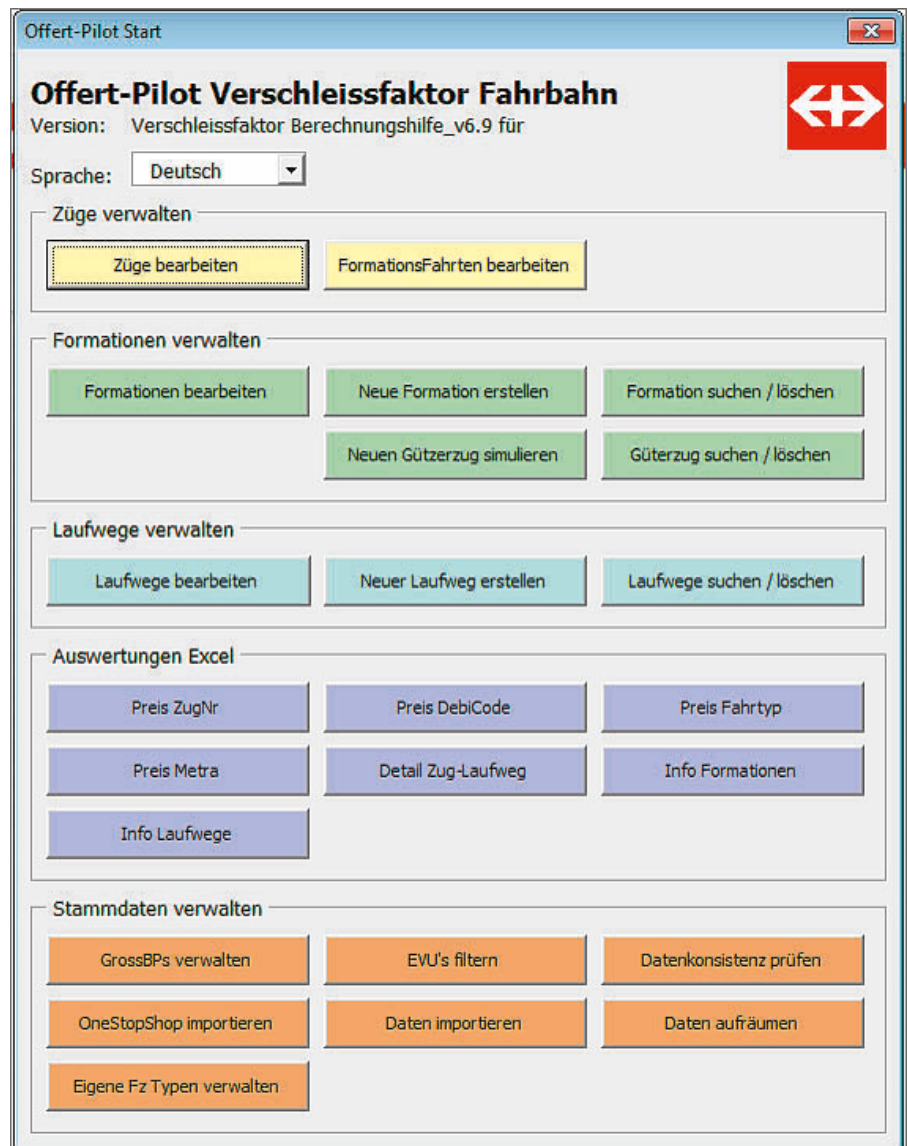 Offert-Pilot Start
Offert-Pilot Verschleissfaktor Fahrbahn
Version: Verschleissfaktor Berechnungshilfe_v6.9 für
Sprache: Deutsch
Züge verwalten
Züge bearbeiten FormationsFahrten bearbeiten
Formationen verwalten
Formationen bearbeiten Neue Formation erstellen Formation suchen / löschen
Neuen Gützerzug simulieren Güterzug suchen / löschen
Laufwege verwalten
Laufwege bearbeiten Neuer Laufweg erstellen Laufwege suchen / löschen
Auswertungen Excel
Preis ZugNr Preis DebiCode Preis Fahrtyp
Preis Metra Detail Zug-Laufweg Info Formationen
Info Laufwege
Stammdaten verwalten
GrossBPs verwalten EVU's filtern Datenkonsistenz prüfen
OneStopShop importieren Daten importieren Daten aufräumen
Eigene Fz Typen verwalten